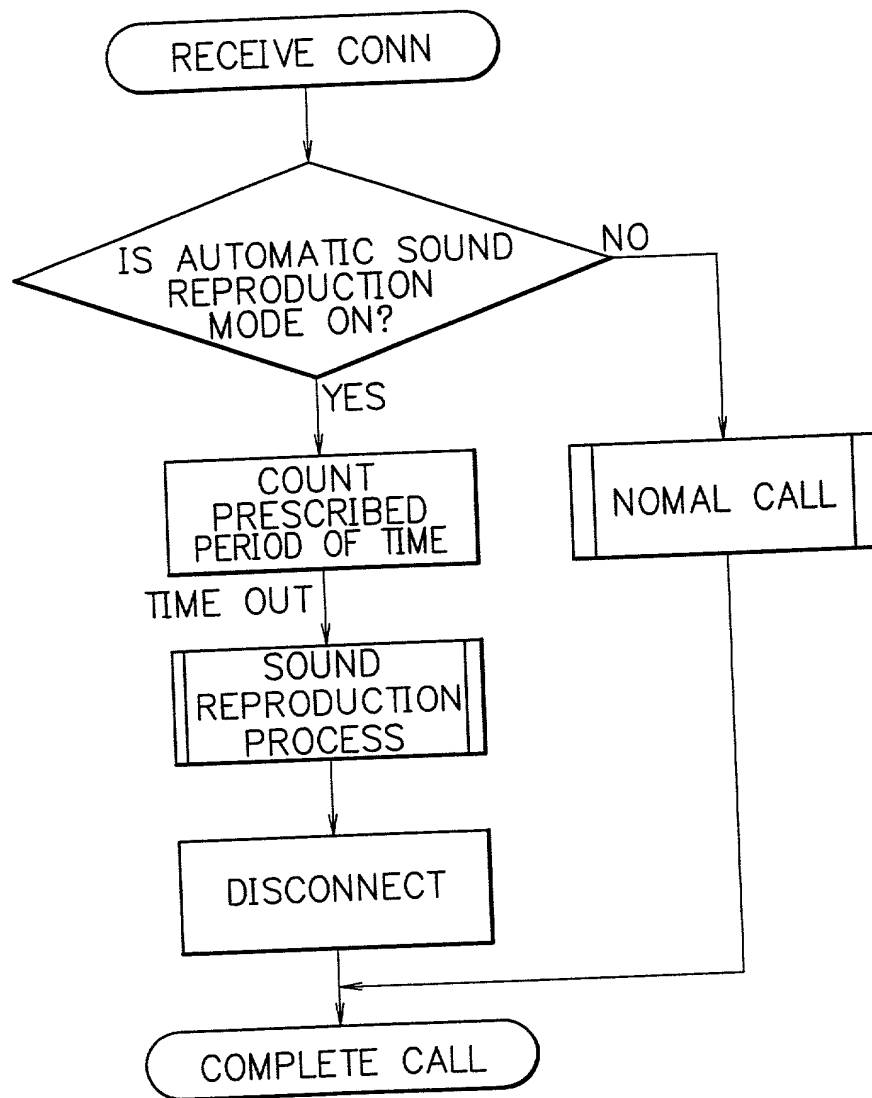 RECEIVE CONN
IS AUTOMATIC SOUND
REPRODUCTION
MODE ON?
NO
YES
COUNT
PRESCRIBED
PERIOD OF TIME
NOMAL CALL
TIME OUT
SOUND
REPRODUCTION
PROCESS
DISCONNECT
COMPLETE CALL